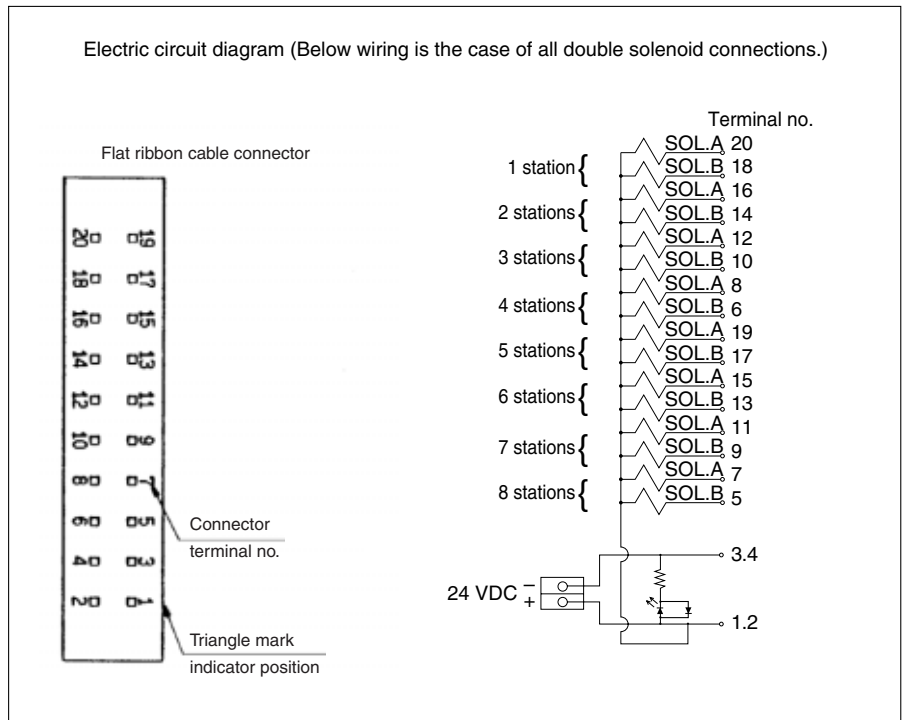 Electric circuit diagram (Below wiring is the case of all double solenoid connections.)
Flat ribbon cable connector
20 19
18 17
16 15
14 13
12 11
10 9
8 7
6 5
4 3
2 1
Connector
terminal no.
Triangle mark
indicator position
Terminal no.
SOL.A 20
1 station{ SOL.B 18
SOL.A 16
2 stations{ SOL.B 14
SOL.A 12
3 stations{ SOL.B 10
SOL.A 8
4 stations{ SOL.B 6
SOL.A 19
5 stations{ SOL.B 17
SOL.A 15
6 stations{ SOL.B 13
SOL.A 11
7 stations{ SOL.B 9
SOL.A 7
8 stations{ SOL.B 5
3.4
24 VDC − +
1.2